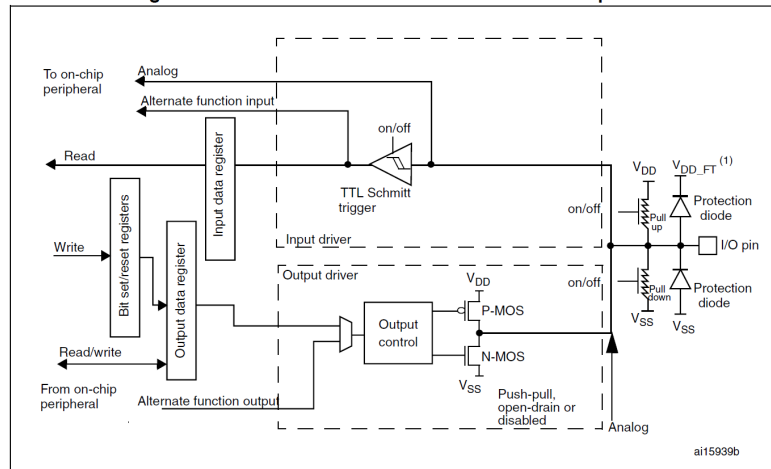 To on-chip
peripheral
Analog
Alternate function input
on/off
Read
Input data register
TTL Schmitt
trigger
Input driver
on/off
VDD
VDD_FT (1)
Pull
up
Protection
diode
I/O pin
Write
Bit set/reset registers
Output data register
Read/write
From on-chip
peripheral
Alternate function output
Output driver
Output
control
VDD
P-MOS
N-MOS
VSS
Push-pull,
open-drain or
disabled
on/off
Pull
down
VSS
Protection
diode
VSS
Analog
ai15939b